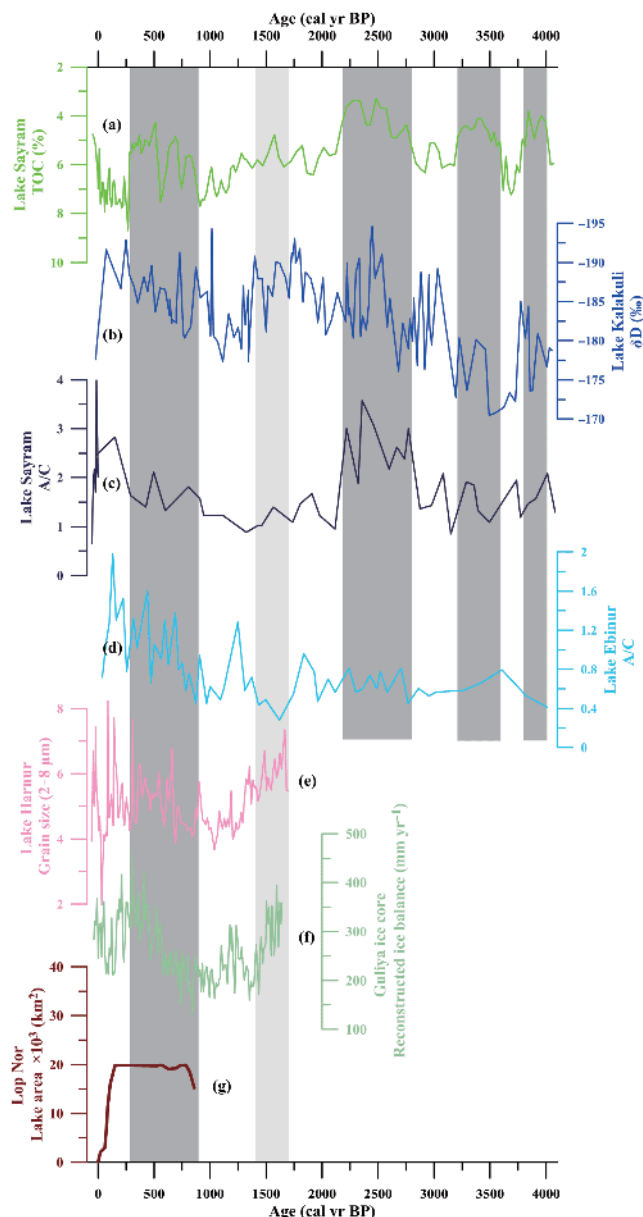 Age (cal yr BP)
0 500 1000 1500 2000 2500 3000 3500 4000
2
4
6
8
10
Lake Sayram
TOC (%)
(a)
−195
−190
−185
−180
−175
−170
Lake Kalakuli
δD (‰)
(b)
4
3
2
1
0
Lake Sayram
A/C
(c)
2
1.6
1.2
0.8
0.4
0
Lake Ebinur
A/C
(d)
8
6
4
2
Lake Harnur
Grain size (2–8 μm)
(e)
500
400
300
200
100
Guliya ice core
Reconstructed ice balance (mm yr⁻¹)
(f)
40
30
20
10
0
Lop Nor
Lake area ×10³ (km²)
(g)
0 500 1000 1500 2000 2500 3000 3500 4000
Age (cal yr BP)